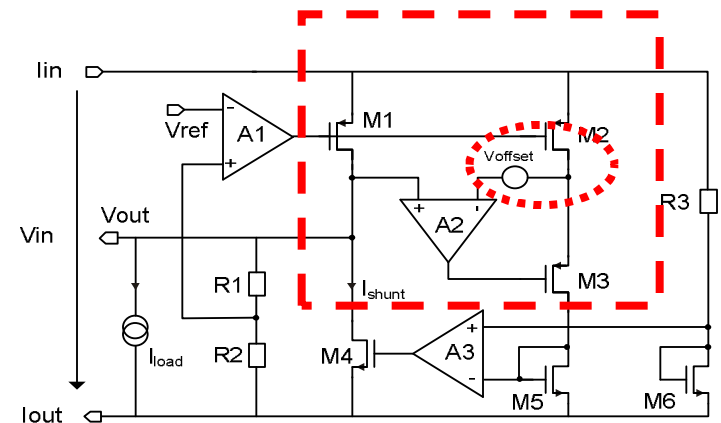 Iin
M1
Vref
-
A1
M2
+
Voffset
R3
+
-
A2
Vout
Vin
M3
R1
Ishunt
R2
Iload
M4
A3
+
-
M5
M6
Iout